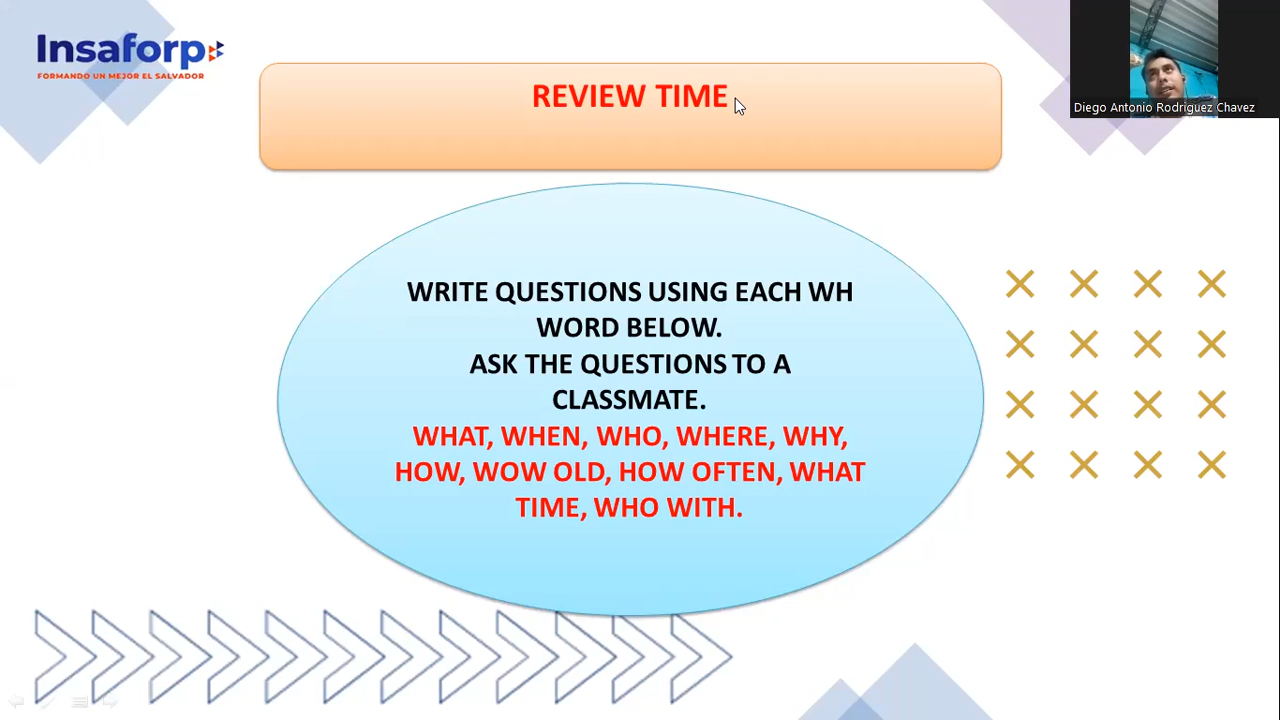 Insaforp
FORMANDO UN MEJOR EL SALVADOR
REVIEW TIME
Diego Antonio Rodriguez Chavez
WRITE QUESTIONS USING EACH WH
WORD BELOW.
ASK THE QUESTIONS TO A
CLASSMATE.
WHAT, WHEN, WHO, WHERE, WHY,
HOW, WOW OLD, HOW OFTEN, WHAT
TIME, WHO WITH.